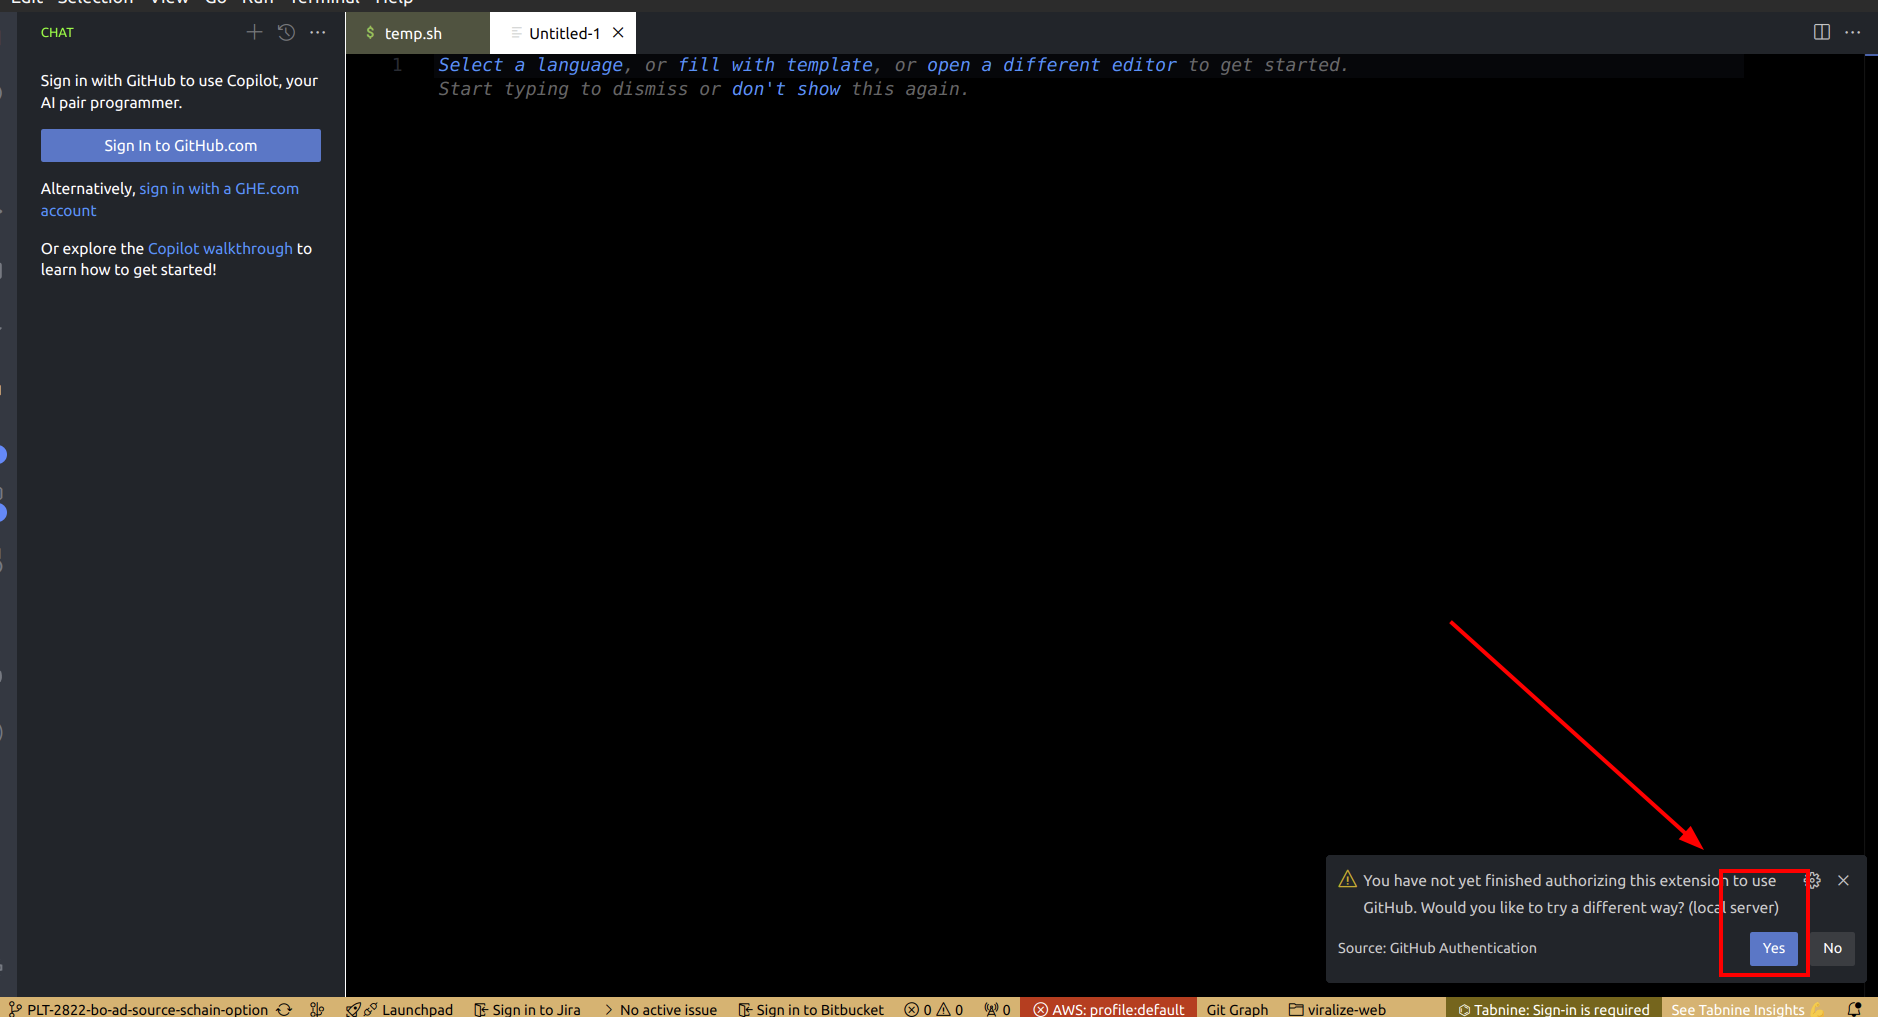 Edit Selection View Go Run Terminal Help
CHAT
Sign in with GitHub to use Copilot, your
AI pair programmer.
Sign In to GitHub.com
Alternatively, sign in with a GHE.com
account
Or explore the Copilot walkthrough to
learn how to get started!
$ temp.sh
Untitled-1
1 Select a language, or fill with template, or open a different editor to get started.
Start typing to dismiss or don't show this again.
You have not yet finished authorizing this extension to use
GitHub. Would you like to try a different way? (local server)
Source: GitHub Authentication
Yes
No
PLT-2822-bo-ad-source-schain-option Launchpad Sign in to Jira No active issue Sign in to Bitbucket 0 0 0 AWS: profile:default Git Graph viralize-web Tabnine: Sign-in is required See Tabnine Insights